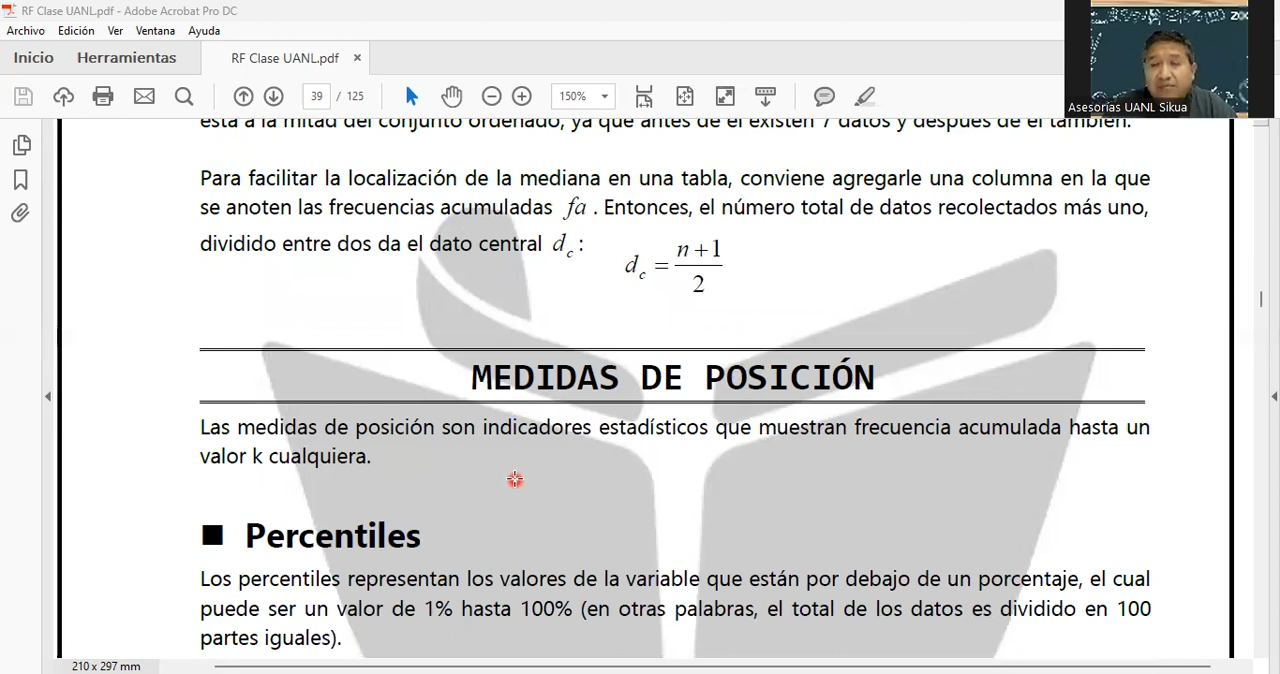 RF Clase UANL.pdf - Adobe Acrobat Pro DC
Archivo Edición Ver Ventana Ayuda
Inicio Herramientas RF Clase UANL.pdf ×
39 / 125 150%
Asesorías UANL Sikua
está a la mitad del conjunto ordenado, ya que antes de él existen 7 datos y después de él también.
Para facilitar la localización de la mediana en una tabla, conviene agregarle una columna en la que
se anoten las frecuencias acumuladas fa . Entonces, el número total de datos recolectados más uno,
dividido entre dos da el dato central d_c : d_c = (n+1)/2
MEDIDAS DE POSICIÓN
Las medidas de posición son indicadores estadísticos que muestran frecuencia acumulada hasta un
valor k cualquiera.
■ Percentiles
Los percentiles representan los valores de la variable que están por debajo de un porcentaje, el cual
puede ser un valor de 1% hasta 100% (en otras palabras, el total de los datos es dividido en 100
partes iguales).
210 x 297 mm